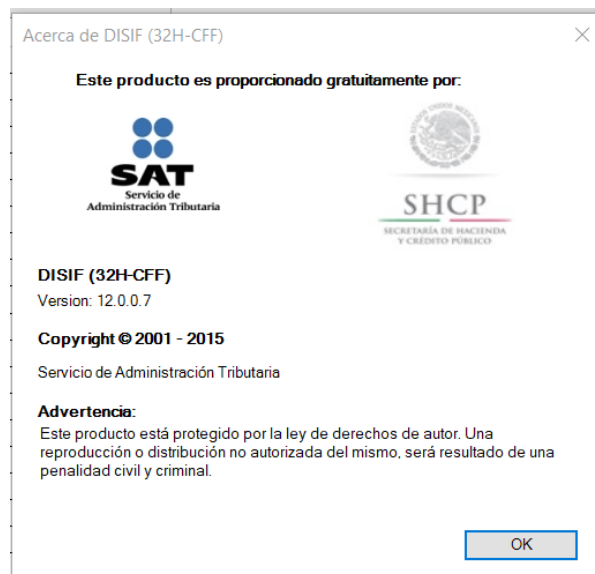 Acerca de DISIF (32H-CFF)
Este producto es proporcionado gratuitamente por:
SAT
Servicio de
Administración Tributaria
ESTADOS UNIDOS MEXICANOS
SHCP
SECRETARÍA DE HACIENDA
Y CRÉDITO PÚBLICO
DISIF (32H-CFF)
Version: 12.0.0.7
Copyright © 2001 - 2015
Servicio de Administración Tributaria
Advertencia:
Este producto está protegido por la ley de derechos de autor. Una
reproducción o distribución no autorizada del mismo, será resultado de una
penalidad civil y criminal.
OK